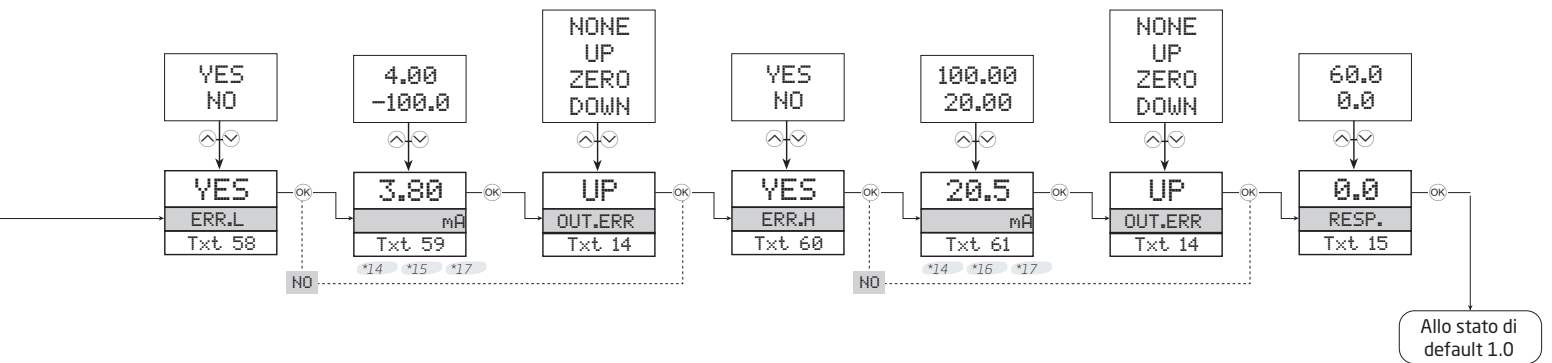 YES
NO
YES
ERR.L
Txt 58
OK
NO
4.00
-100.0
3.80
mA
Txt 59
*14 *15 *17
OK
NONE
UP
ZERO
DOWN
UP
OUT.ERR
Txt 14
OK
YES
NO
YES
ERR.H
Txt 60
OK
NO
100.00
20.00
20.5
mA
Txt 61
*14 *16 *17
OK
NONE
UP
ZERO
DOWN
UP
OUT.ERR
Txt 14
OK
60.0
0.0
0.0
RESP.
Txt 15
OK
Allo stato di
default 1.0